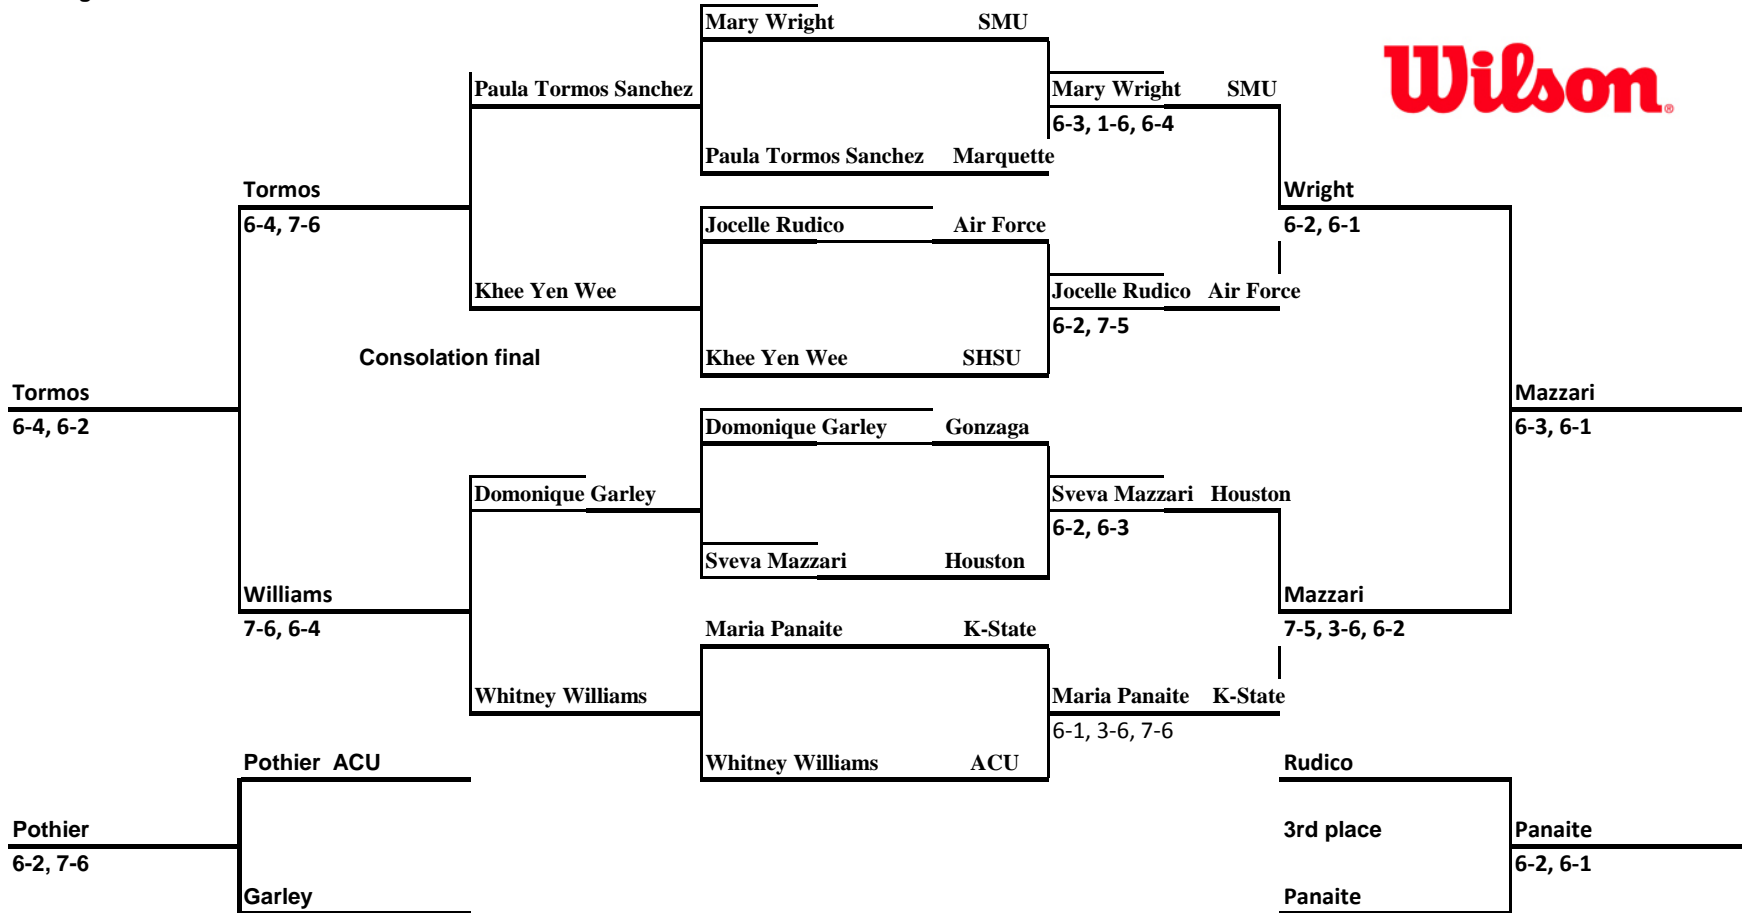 Mary Wright SMU
Wilson®
Paula Tormos Sanchez Mary Wright SMU
6-3, 1-6, 6-4
Paula Tormos Sanchez Marquette
Tormos Wright
6-4, 7-6 Jocelle Rudico Air Force 6-2, 6-1
Khee Yen Wee Jocelle Rudico Air Force
6-2, 7-5
Consolation final Khee Yen Wee SHSU
Tormos Mazzari
6-4, 6-2 Domonique Garley Gonzaga 6-3, 6-1
Domonique Garley Sveva Mazzari Houston
6-2, 6-3
Sveva Mazzari Houston
Williams Mazzari
7-6, 6-4 Maria Panaite K-State 7-5, 3-6, 6-2
Whitney Williams Maria Panaite K-State
6-1, 3-6, 7-6
Pothier ACU Whitney Williams ACU Rudico
Pothier 3rd place Panaite
6-2, 7-6 6-2, 6-1
Garley Panaite